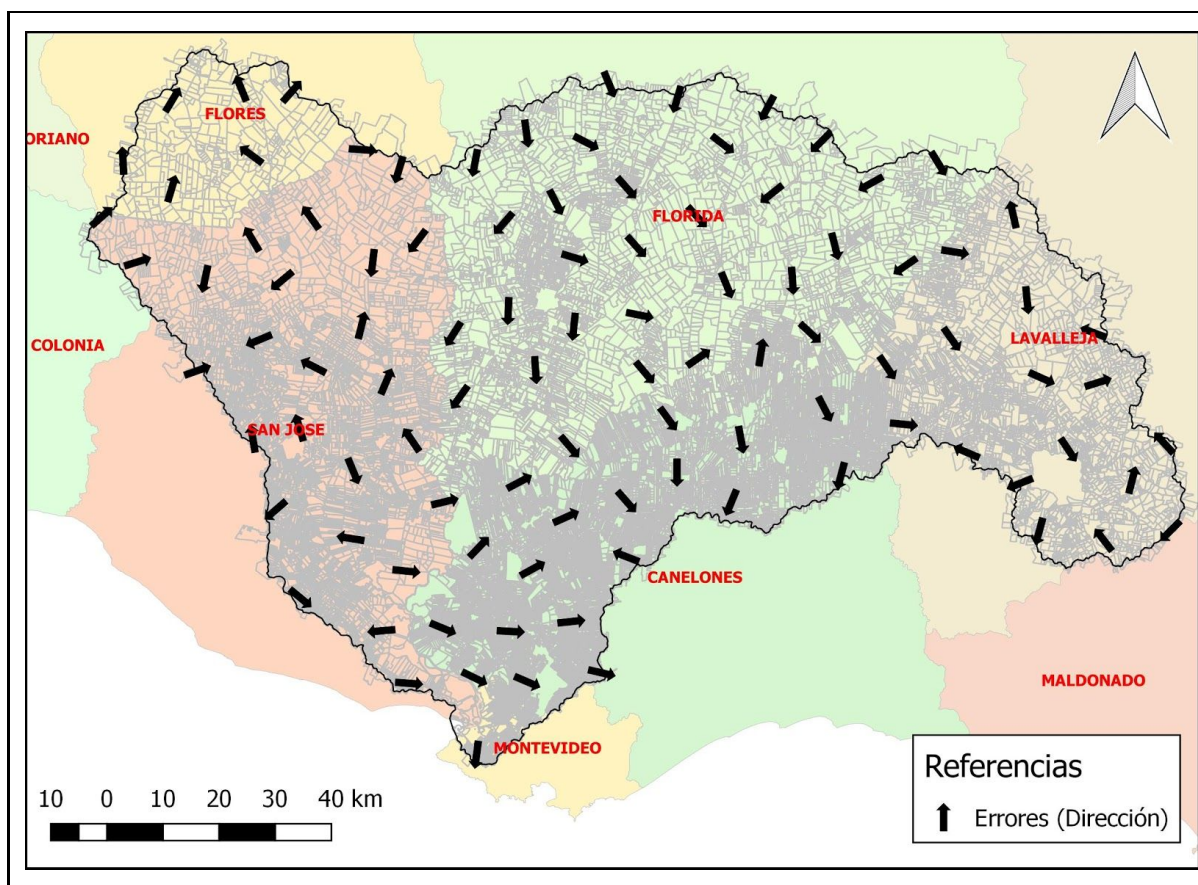 FLORES
ORIANO
FLORIDA
COLONIA
LAVALLEJA
SAN JOSE
CANELONES
MALDONADO
MONTEVIDEO
10 0 10 20 30 40 km
Referencias
Errores (Dirección)